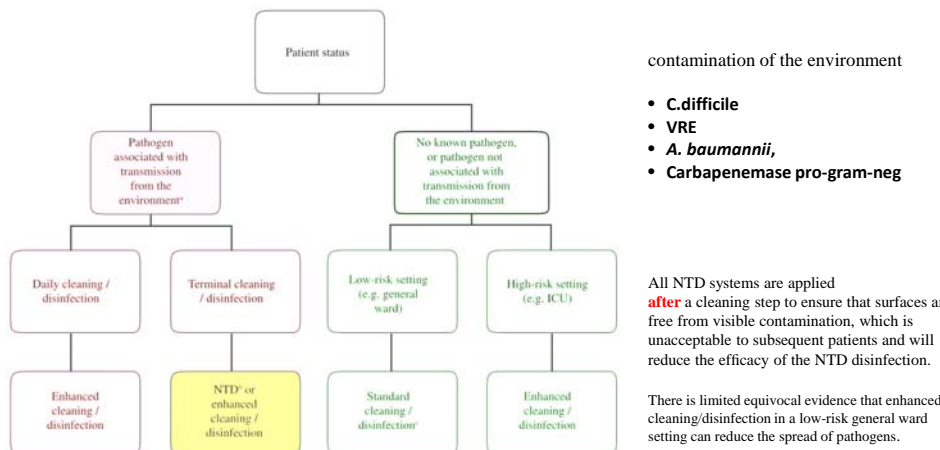 Patient status
Pathogen
associated with
transmission
from the
environmentᵃ
No known pathogen,
or pathogen not
associated with
transmission from
the environment
Daily cleaning /
disinfection
Terminal cleaning
/ disinfection
Low-risk setting
(e.g. general
ward)
High-risk setting
(e.g. ICU)
Enhanced
cleaning /
disinfection
NTDᵇ or
enhanced
cleaning /
disinfection
Standard
cleaning /
disinfectionᶜ
Enhanced
cleaning /
disinfection
contamination of the environment
• C.difficile
• VRE
• A. baumannii,
• Carbapenemase pro-gram-neg
All NTD systems are applied
after a cleaning step to ensure that surfaces ar
free from visible contamination, which is
unacceptable to subsequent patients and will
reduce the efficacy of the NTD disinfection.
There is limited equivocal evidence that enhanced
cleaning/disinfection in a low-risk general ward
setting can reduce the spread of pathogens.